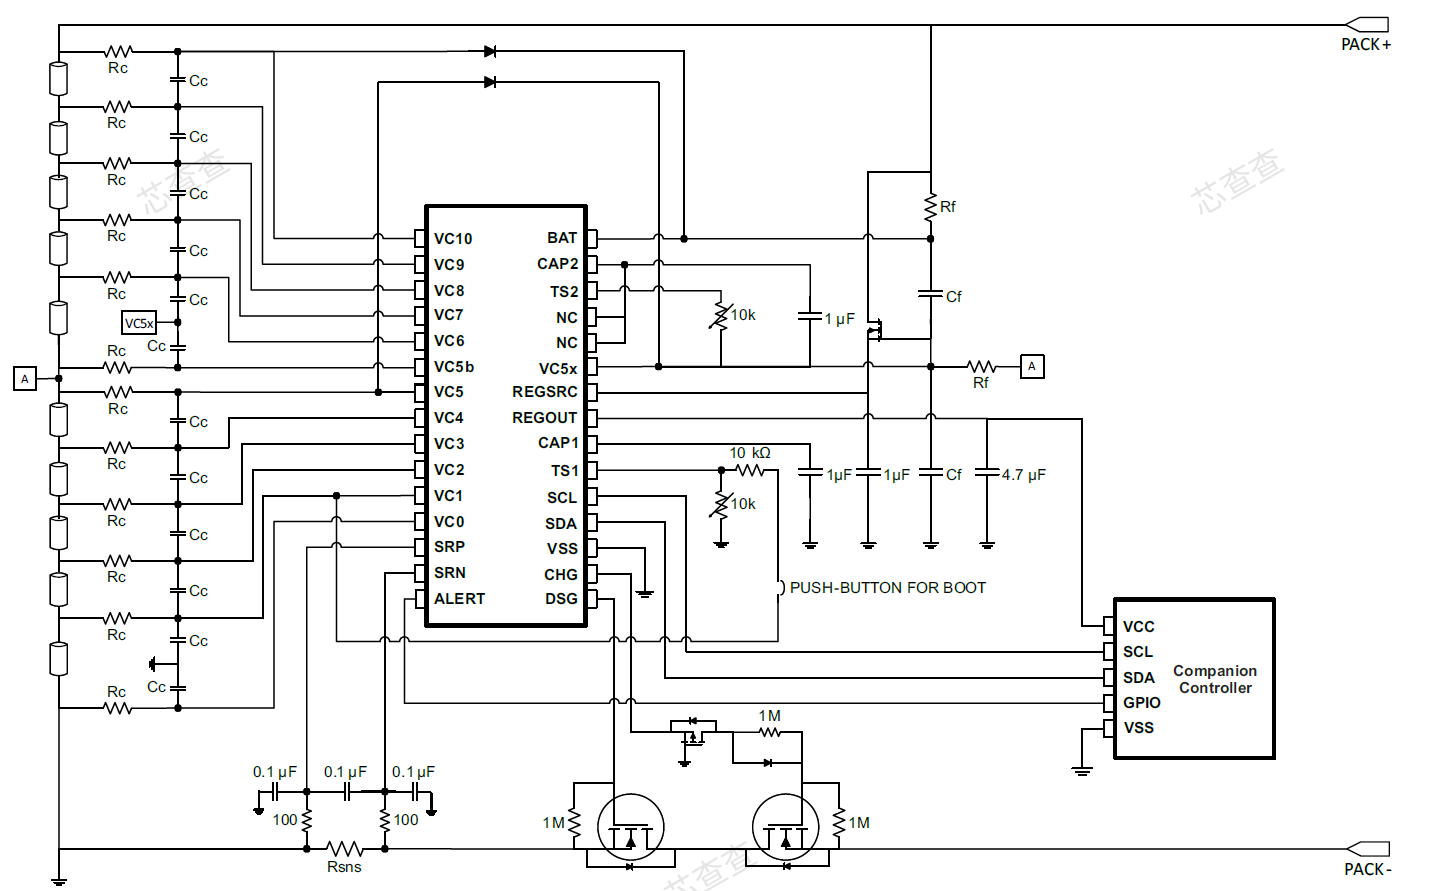 PACK+
Rc
Cc
Rc
Cc
Rc
Cc
Rc
Cc
Rc
Cc
VC5x
Cc
Rc
A
Rc
Cc
Rc
Cc
Rc
Cc
Rc
Cc
Rc
Cc
Cc
Rc
芯查查
芯查查
芯查查
VC10
VC9
VC8
VC7
VC6
VC5b
VC5
VC4
VC3
VC2
VC1
VC0
SRP
SRN
ALERT
BAT
CAP2
TS2
NC
NC
VC5x
REGSRC
REGOUT
CAP1
TS1
SCL
SDA
VSS
CHG
DSG
Rf
Cf
10k
1 µF
Rf
A
10 kΩ
10k
1µF
1µF
Cf
4.7 µF
PUSH-BUTTON FOR BOOT
VCC
SCL
SDA
GPIO
VSS
Companion
Controller
1M
0.1 µF
0.1 µF
0.1 µF
100
100
Rsns
1M
1M
PACK-